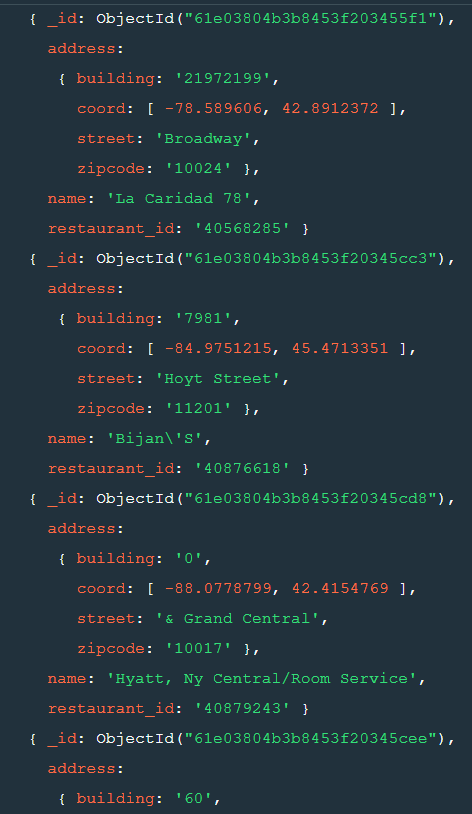 { _id: ObjectId("61e03804b3b8453f203455f1"),
address:
{ building: '21972199',
coord: [ -78.589606, 42.8912372 ],
street: 'Broadway',
zipcode: '10024' },
name: 'La Caridad 78',
restaurant_id: '40568285' }
{ _id: ObjectId("61e03804b3b8453f20345cc3"),
address:
{ building: '7981',
coord: [ -84.9751215, 45.4713351 ],
street: 'Hoyt Street',
zipcode: '11201' },
name: 'Bijan\'S',
restaurant_id: '40876618' }
{ _id: ObjectId("61e03804b3b8453f20345cd8"),
address:
{ building: '0',
coord: [ -88.0778799, 42.4154769 ],
street: '& Grand Central',
zipcode: '10017' },
name: 'Hyatt, Ny Central/Room Service',
restaurant_id: '40879243' }
{ _id: ObjectId("61e03804b3b8453f20345cee"),
address:
{ building: '60',